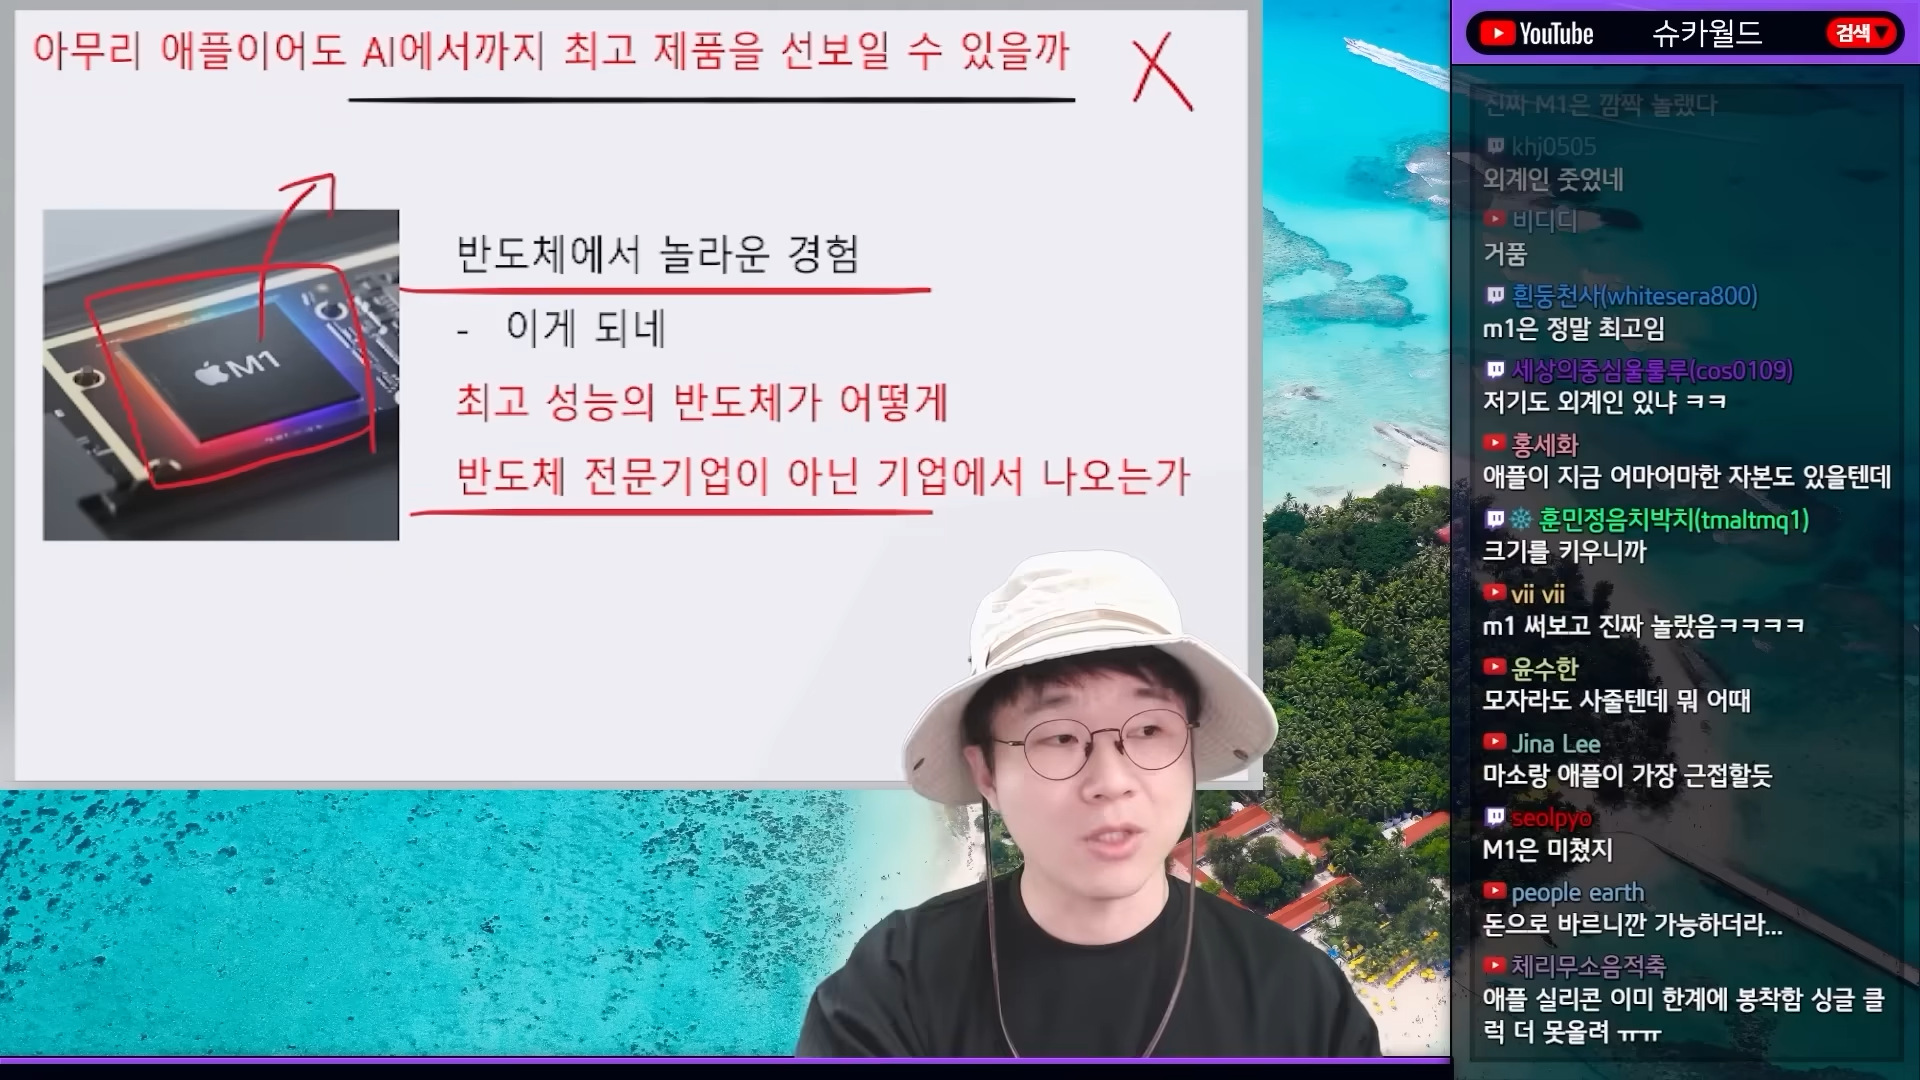 아무리 애플이어도 AI에서까지 최고 제품을 선보일 수 있을까
M1
반도체에서 놀라운 경험
- 이게 되네
최고 성능의 반도체가 어떻게
반도체 전문기업이 아닌 기업에서 나오는가
YouTube 슈카월드 검색
진짜 M1은 깜짝 놀랬다
khj0505
외계인 줏었네
비디디
거품
흰둥천사(whitesera800)
m1은 정말 최고임
세상의중심울룰루(cos0109)
저기도 외계인 있냐 ㅋㅋ
홍세화
애플이 지금 어마어마한 자본도 있을텐데
훈민정음치박치(tmaltmq1)
크기를 키우니까
vii vii
m1 써보고 진짜 놀랐음ㅋㅋㅋㅋ
윤수한
모자라도 사줄텐데 뭐 어때
Jina Lee
마소랑 애플이 가장 근접할듯
seolpyo
M1은 미쳤지
people earth
돈으로 바르니깐 가능하더라...
체리무소음적축
애플 실리콘 이미 한계에 봉착함 싱글 클
럭 더 못올려 ㅠㅠ